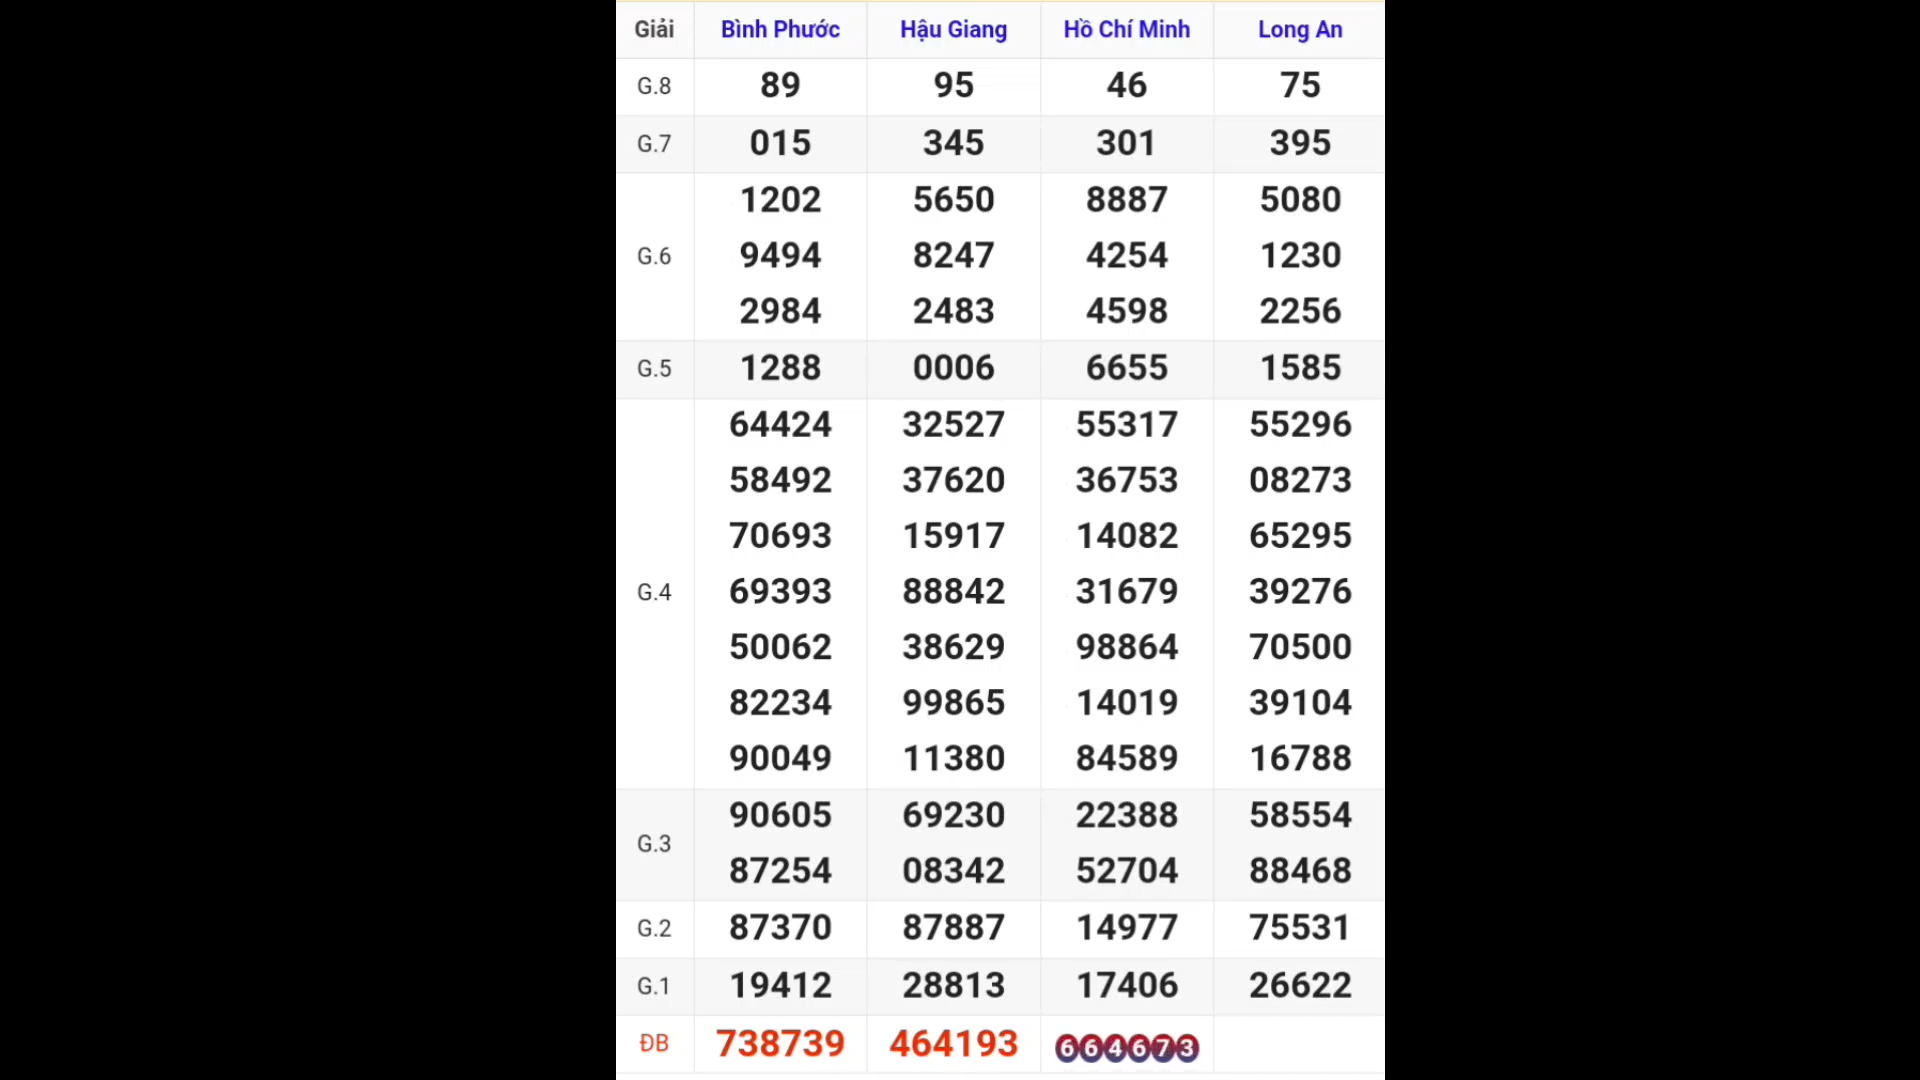 Giải Bình Phước Hậu Giang Hồ Chí Minh Long An
G.8 89 95 46 75
G.7 015 345 301 395
1202 5650 8887 5080
G.6 9494 8247 4254 1230
2984 2483 4598 2256
G.5 1288 0006 6655 1585
64424 32527 55317 55296
58492 37620 36753 08273
70693 15917 14082 65295
G.4 69393 88842 31679 39276
50062 38629 98864 70500
82234 99865 14019 39104
90049 11380 84589 16788
G.3 90605 69230 22388 58554
87254 08342 52704 88468
G.2 87370 87887 14977 75531
G.1 19412 28813 17406 26622
ĐB 738739 464193 664673